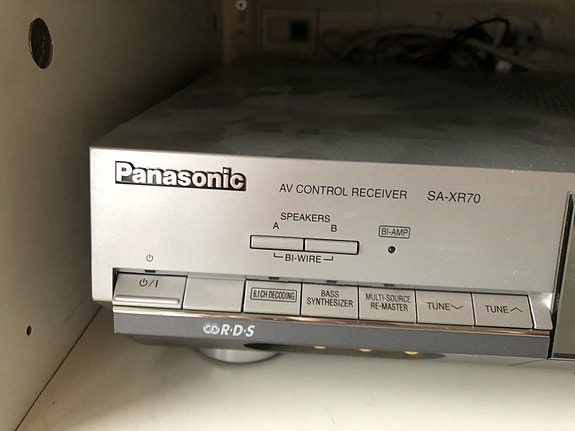 Panasonic
AV CONTROL RECEIVER SA-XR70
SPEAKERS
A B
BI-WIRE
BI-AMP
⏻/I
6.1CH DECODING
BASS
SYNTHESIZER
MULTI-SOURCE
RE-MASTER
TUNE ﹀
TUNE ︿
R·D·S